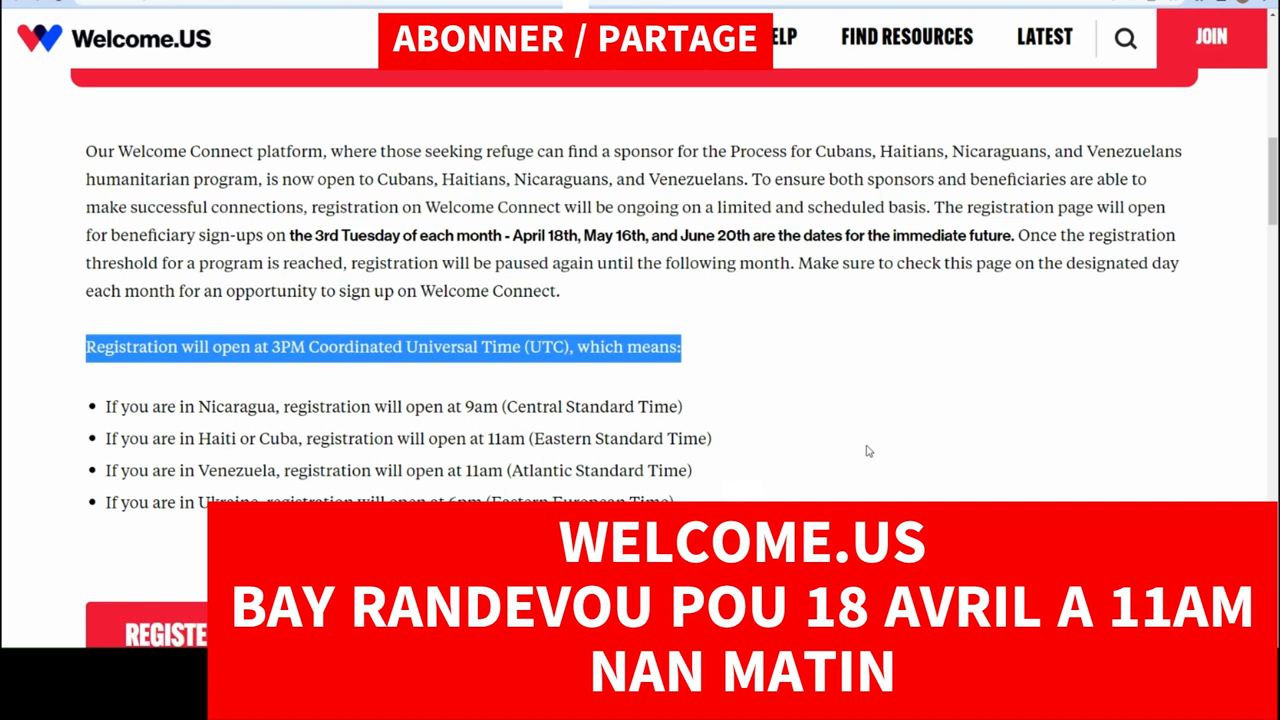 Welcome.US
ABONNER / PARTAGE
ELP
FIND RESOURCES
LATEST
JOIN
Our Welcome Connect platform, where those seeking refuge can find a sponsor for the Process for Cubans, Haitians, Nicaraguans, and Venezuelans
humanitarian program, is now open to Cubans, Haitians, Nicaraguans, and Venezuelans. To ensure both sponsors and beneficiaries are able to
make successful connections, registration on Welcome Connect will be ongoing on a limited and scheduled basis. The registration page will open
for beneficiary sign-ups on the 3rd Tuesday of each month - April 18th, May 16th, and June 20th are the dates for the immediate future. Once the registration
threshold for a program is reached, registration will be paused again until the following month. Make sure to check this page on the designated day
each month for an opportunity to sign up on Welcome Connect.
Registration will open at 3PM Coordinated Universal Time (UTC), which means:
• If you are in Nicaragua, registration will open at 9am (Central Standard Time)
• If you are in Haiti or Cuba, registration will open at 11am (Eastern Standard Time)
• If you are in Venezuela, registration will open at 11am (Atlantic Standard Time)
• If you are in Ukraine, registration will open at 6pm (Eastern European Time)
REGISTE
WELCOME.US
BAY RANDEVOU POU 18 AVRIL A 11AM
NAN MATIN